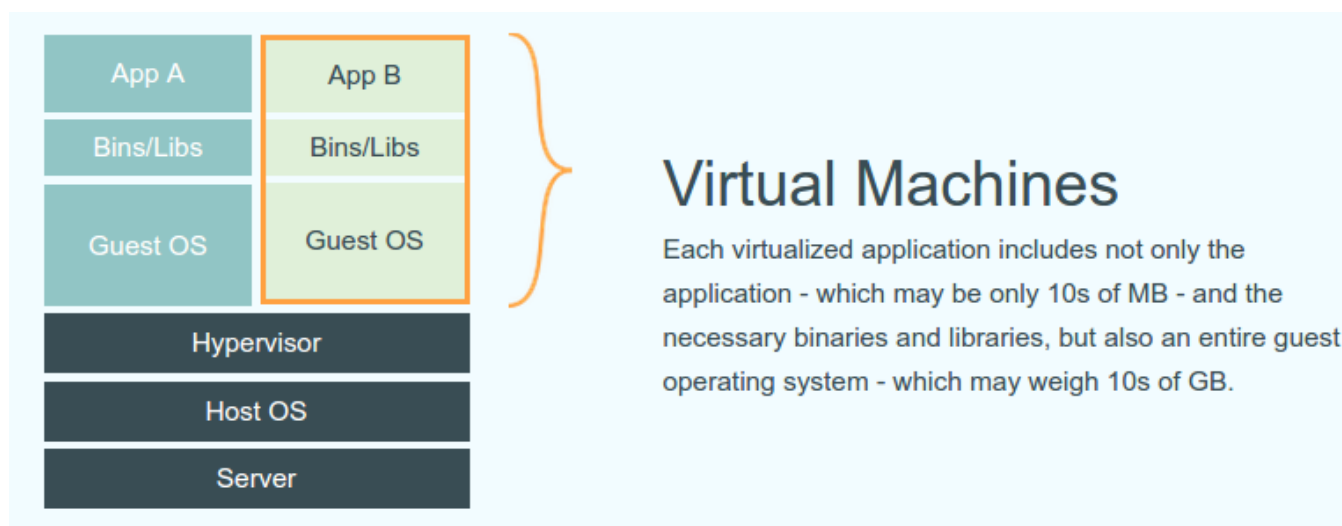 App A
App B
Bins/Libs
Bins/Libs
Guest OS
Guest OS
Hypervisor
Host OS
Server
Virtual Machines
Each virtualized application includes not only the
application - which may be only 10s of MB - and the
necessary binaries and libraries, but also an entire guest
operating system - which may weigh 10s of GB.